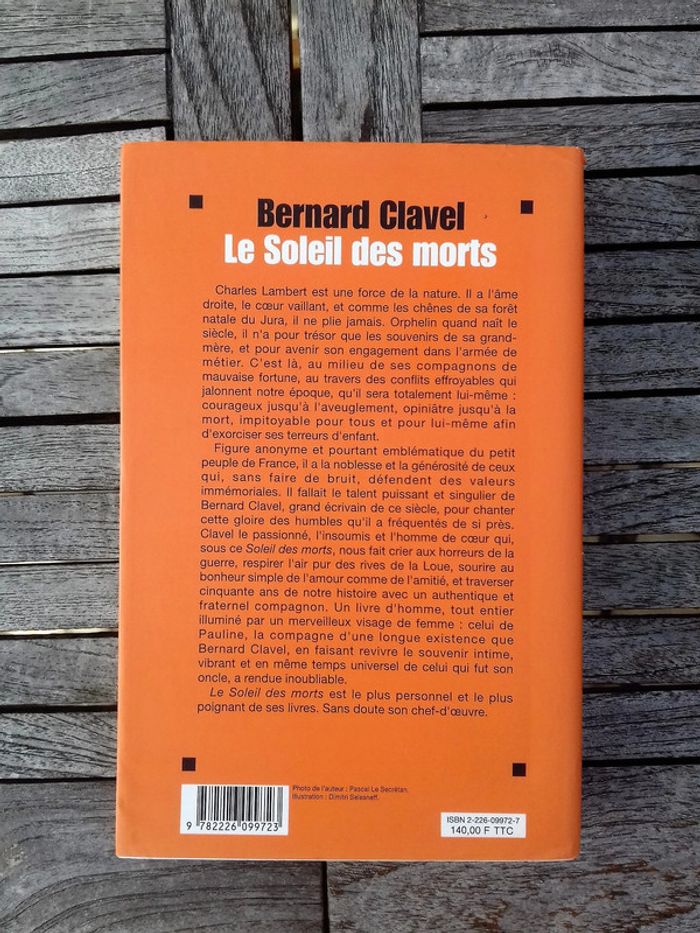 Bernard Clavel
Le Soleil des morts
Charles Lambert est une force de la nature. Il a l'âme
droite, le cœur vaillant, et comme les chênes de sa forêt
natale du Jura, il ne plie jamais. Orphelin quand naît le
siècle, il n'a pour trésor que les souvenirs de sa grand-
mère, et pour avenir son engagement dans l'armée de
métier. C'est là, au milieu de ses compagnons de
mauvaise fortune, au travers des conflits effroyables qui
jalonnent notre époque, qu'il sera totalement lui-même :
courageux jusqu'à l'aveuglement, opiniâtre jusqu'à la
mort, impitoyable pour tous et pour lui-même afin
d'exorciser ses terreurs d'enfant.
Figure anonyme et pourtant emblématique du petit
peuple de France, il a la noblesse et la générosité de ceux
qui, sans faire de bruit, défendent des valeurs
immémoriales. Il fallait le talent puissant et singulier de
Bernard Clavel, grand écrivain de ce siècle, pour chanter
cette gloire des humbles qu'il a fréquentés de si près.
Clavel le passionné, l'insoumis et l'homme de cœur qui,
sous ce Soleil des morts, nous fait crier aux horreurs de la
guerre, respirer l'air pur des rives de la Loue, sourire au
bonheur simple de l'amour comme de l'amitié, et traverser
cinquante ans de notre histoire avec un authentique et
fraternel compagnon. Un livre d'homme, tout entier
illuminé par un merveilleux visage de femme : celui de
Pauline, la compagne d'une longue existence que
Bernard Clavel, en faisant revivre le souvenir intime,
vibrant et en même temps universel de celui qui fut son
oncle, a rendue inoubliable.
Le Soleil des morts est le plus personnel et le plus
poignant de ses livres. Sans doute son chef-d'œuvre.
Photo de l'auteur : Pascal Le Secrétan.
Illustration : Dimitri Selesneff.
9 782226 099723
ISBN 2-226-09972-7
140,00 F TTC